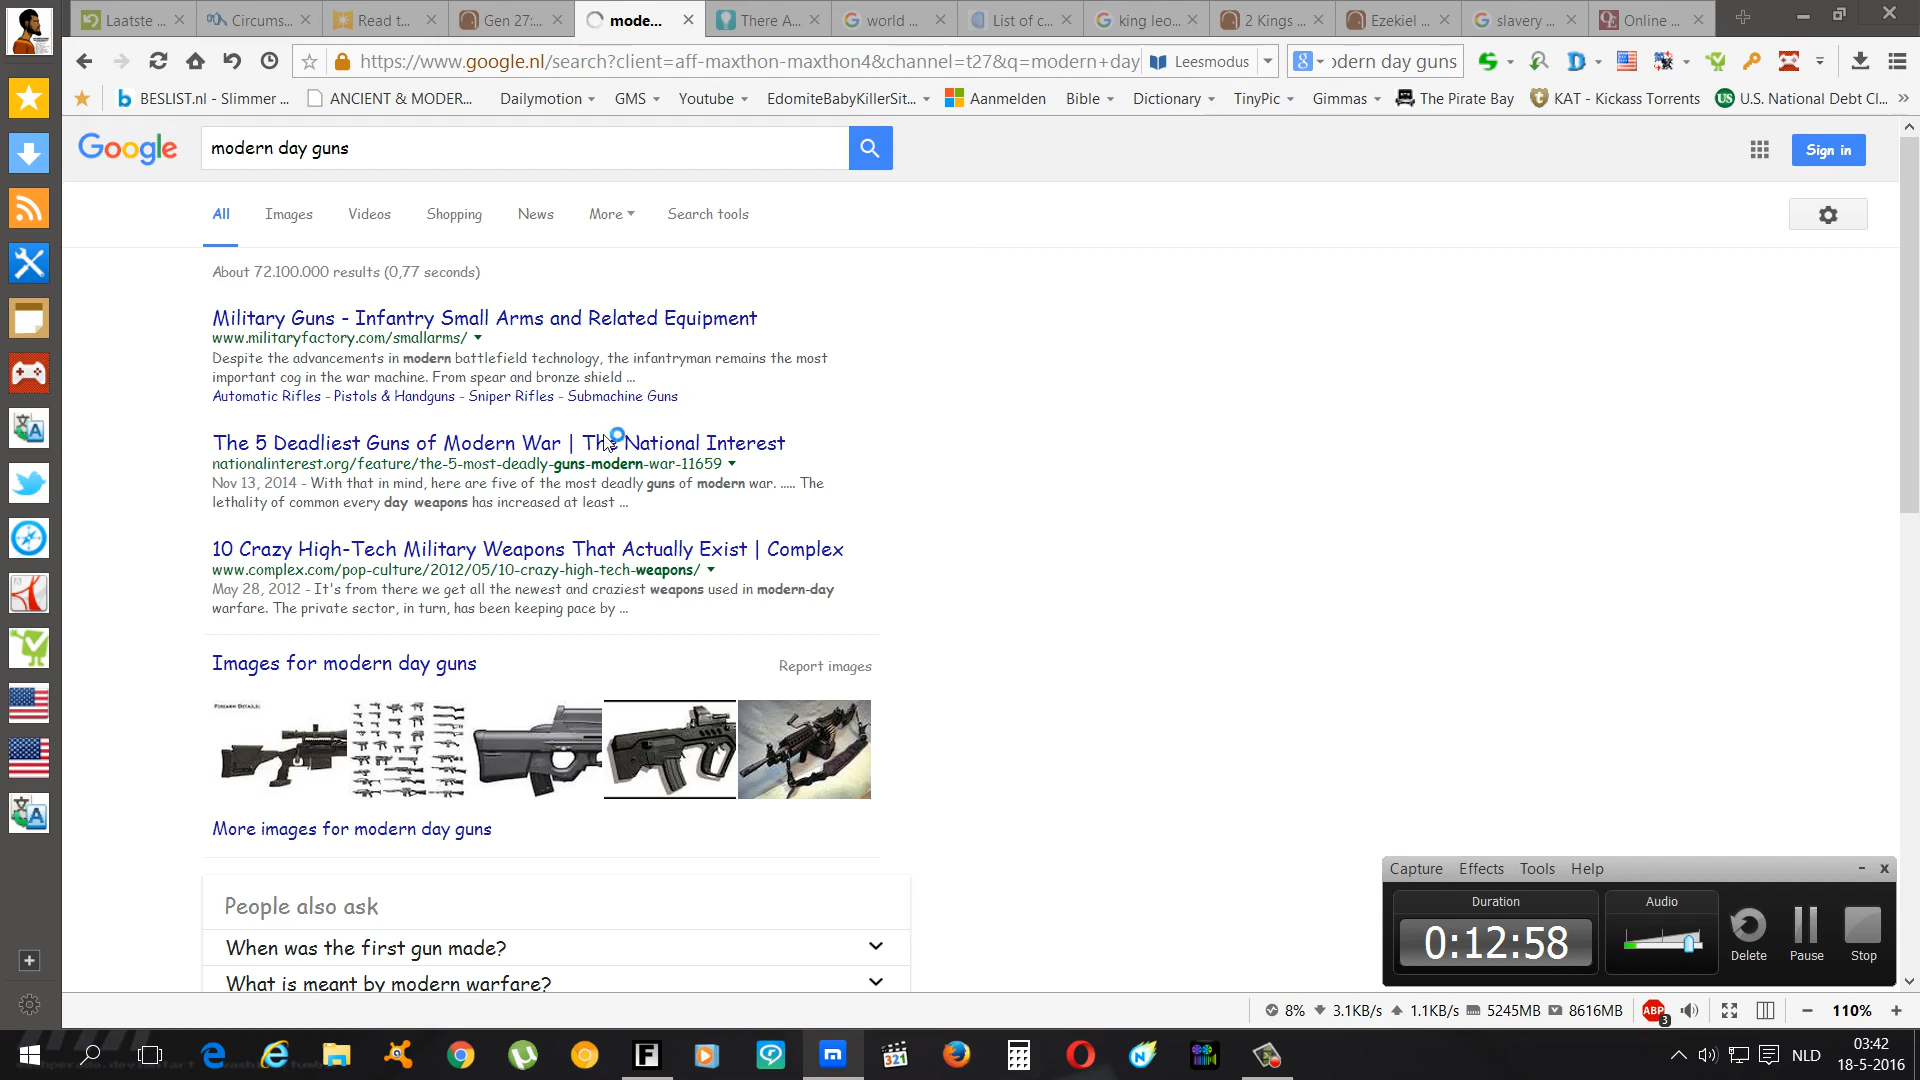 Laatste ...
Circums...
Read t...
Gen 27:...
mode...
There A...
world ...
List of c...
king leo...
2 Kings ...
Ezekiel ...
slavery ...
Online ...
https://www.google.nl/search?client=aff-maxthon-maxthon4&channel=t27&q=modern+day
Leesmodus
odern day guns
BESLIST.nl - Slimmer ...
ANCIENT & MODER...
Dailymotion
GMS
Youtube
EdomiteBabyKillerSit...
Aanmelden
Bible
Dictionary
TinyPic
Gimmas
The Pirate Bay
KAT - Kickass Torrents
U.S. National Debt Cl...
Google
modern day guns
Sign in
All
Images
Videos
Shopping
News
More
Search tools
About 72.100.000 results (0,77 seconds)
Military Guns - Infantry Small Arms and Related Equipment
www.militaryfactory.com/smallarms/
Despite the advancements in modern battlefield technology, the infantryman remains the most
important cog in the war machine. From spear and bronze shield ...
Automatic Rifles - Pistols & Handguns - Sniper Rifles - Submachine Guns
The 5 Deadliest Guns of Modern War | The National Interest
nationalinterest.org/feature/the-5-most-deadly-guns-modern-war-11659
Nov 13, 2014 - With that in mind, here are five of the most deadly guns of modern war. ..... The
lethality of common every day weapons has increased at least ...
10 Crazy High-Tech Military Weapons That Actually Exist | Complex
www.complex.com/pop-culture/2012/05/10-crazy-high-tech-weapons/
May 28, 2012 - It's from there we get all the newest and craziest weapons used in modern-day
warfare. The private sector, in turn, has been keeping pace by ...
Images for modern day guns
Report images
FIREARM DETAILS:
More images for modern day guns
People also ask
When was the first gun made?
What is meant by modern warfare?
Capture
Effects
Tools
Help
Duration
Audio
0:12:58
Delete
Pause
Stop
8%
3.1KB/s
1.1KB/s
5245MB
8616MB
ABP
3
110%
321
NLD
03:42
18-5-2016